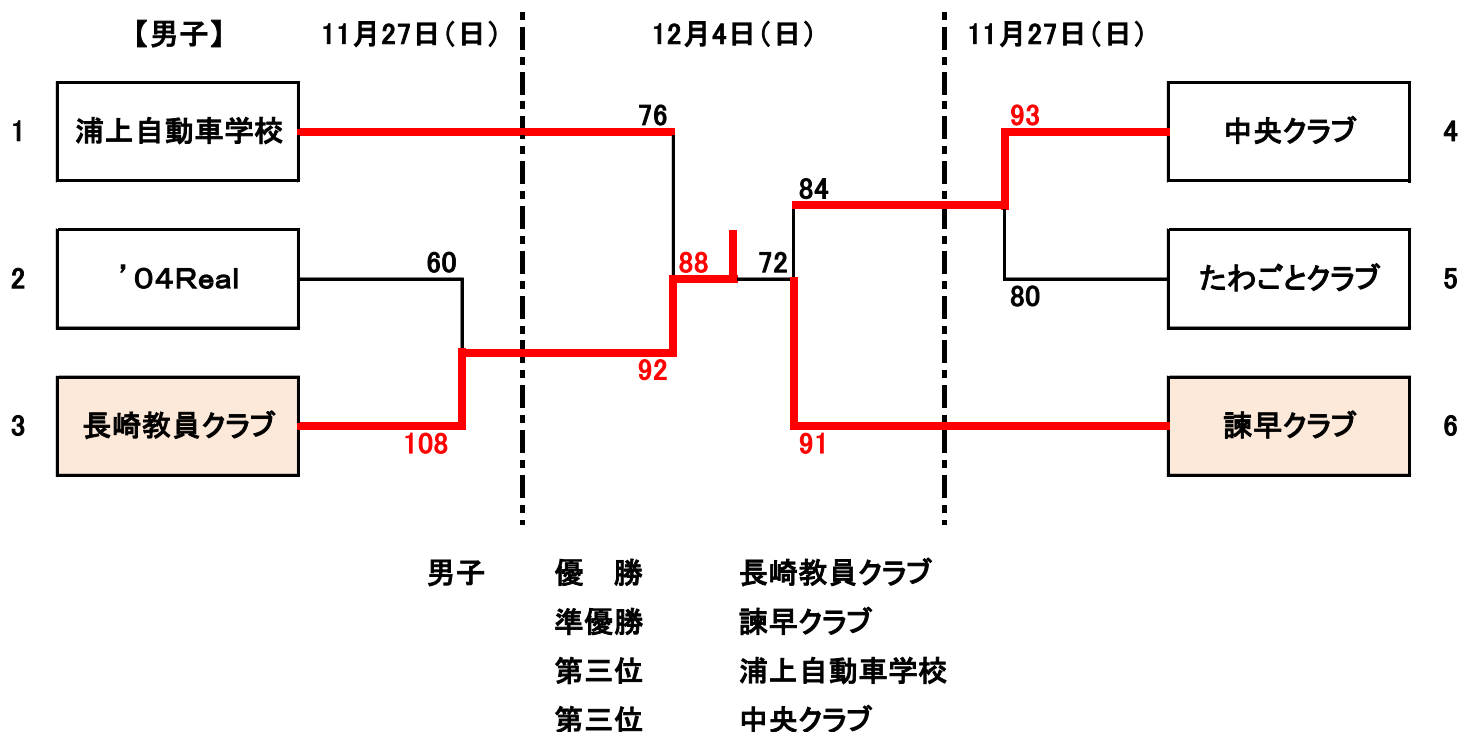 【男子】 11月27日(日) 12月4日(日) 11月27日(日)
1 浦上自動車学校 76 93 中央クラブ 4
84
2 ’04Real 60 88 72 80 たわごとクラブ 5
92
3 長崎教員クラブ 108 91 諫早クラブ 6
男子 優 勝 長崎教員クラブ
準優勝 諫早クラブ
第三位 浦上自動車学校
第三位 中央クラブ